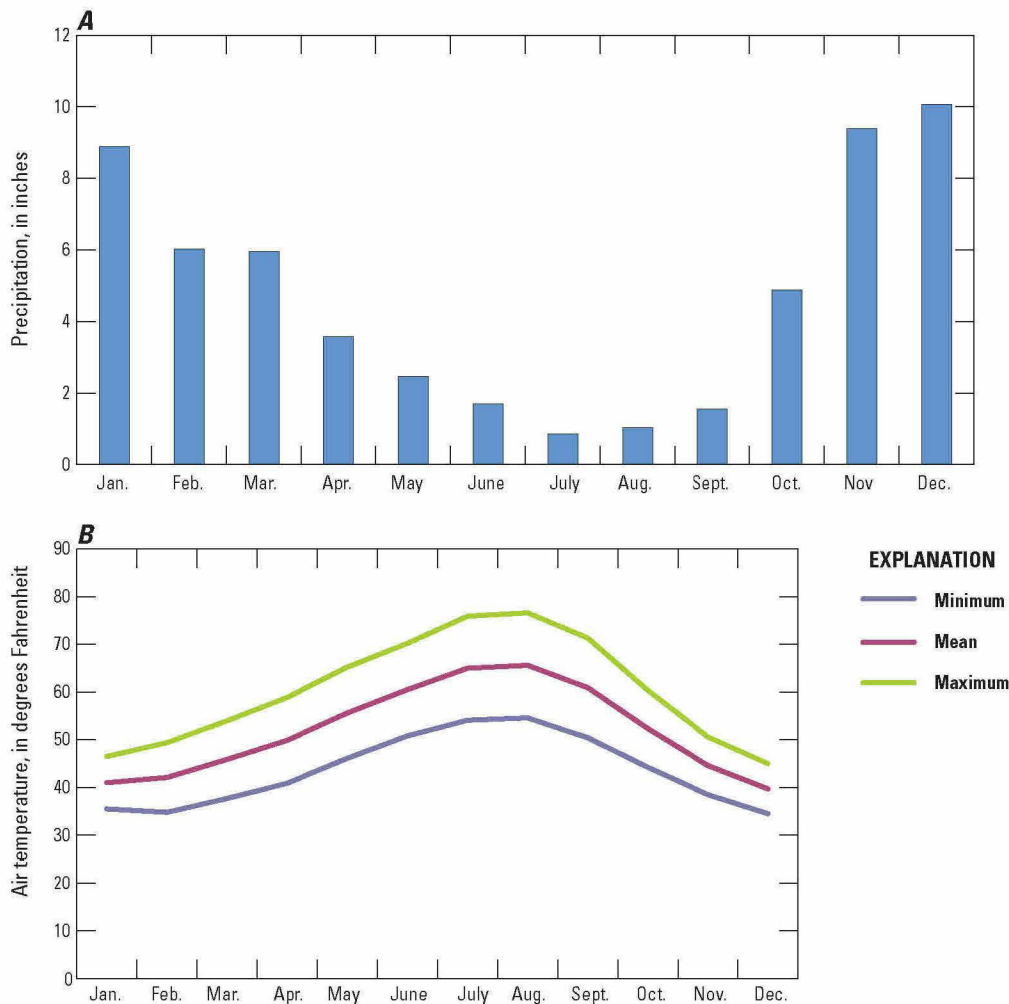 A
12
10
8
6
4
2
0
Precipitation, in inches
Jan. Feb. Mar. Apr. May June July Aug. Sept. Oct. Nov Dec.
B
90
80
70
60
50
40
30
20
10
0
Air temperature, in degrees Fahrenheit
Jan. Feb. Mar. Apr. May June July Aug. Sept. Oct. Nov. Dec.
EXPLANATION
Minimum
Mean
Maximum